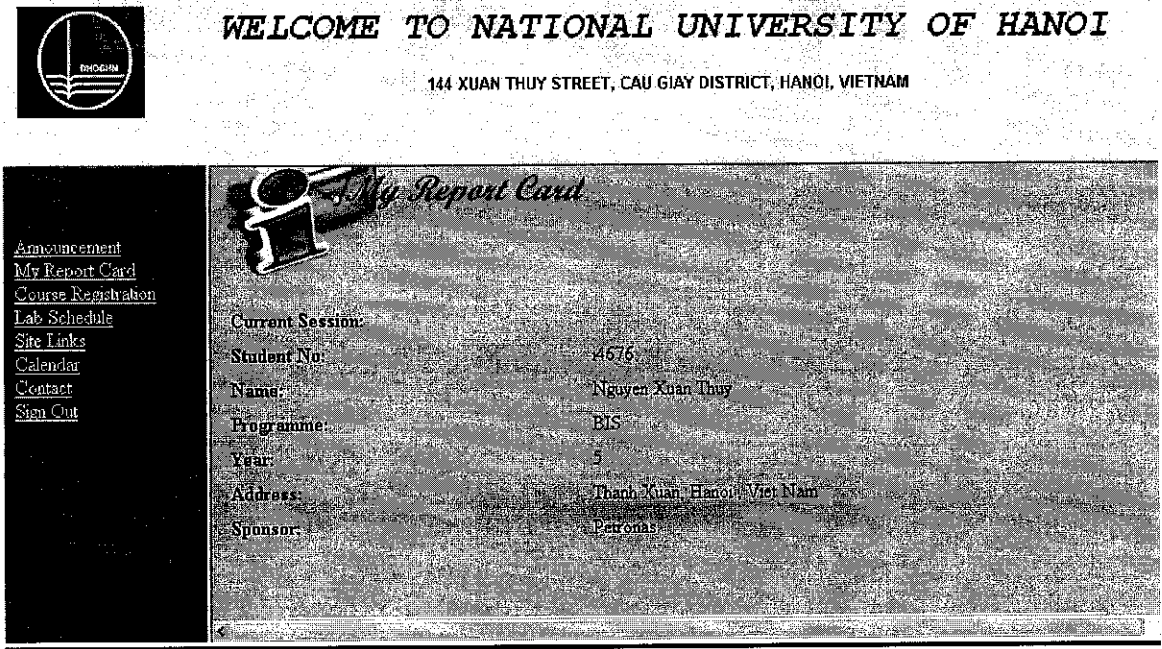 WELCOME TO NATIONAL UNIVERSITY OF HANOI
ĐHQGHN
144 XUAN THUY STREET, CAU GIAY DISTRICT, HANOI, VIETNAM
My Report Card
Announcement
My Report Card
Course Registration
Lab Schedule
Site Links
Calendar
Contact
Sign Out
Current Session:
Student No: 4676
Name: Nguyen Xuan Thuy
Programme: BIS
Year: 5
Address: Thanh Xuan, Hanoi, Viet Nam
Sponsor: Petronas